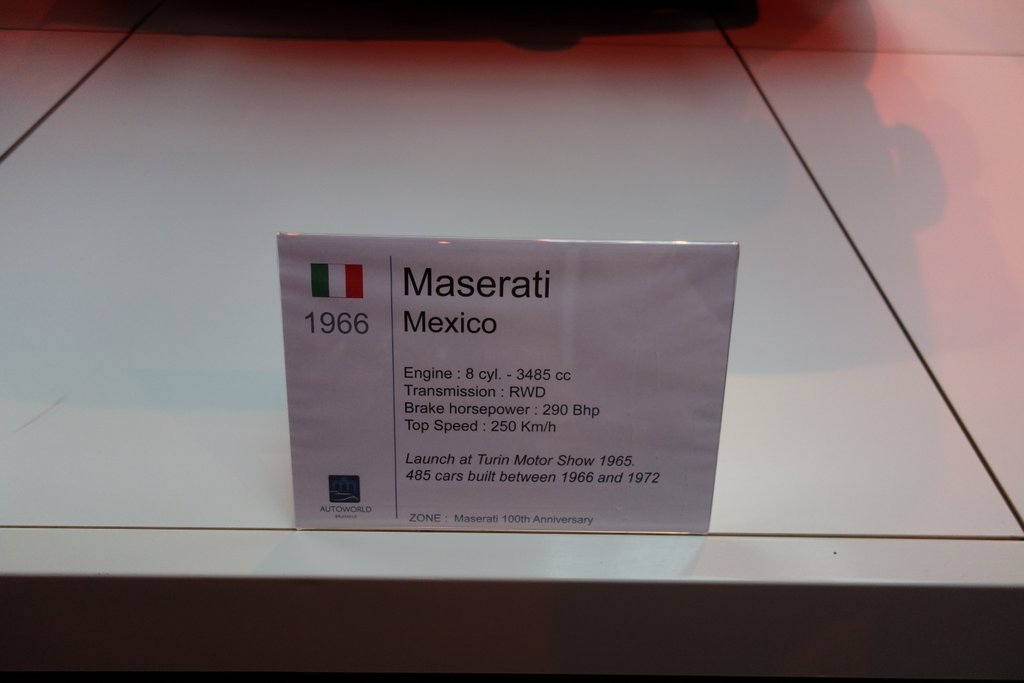 1966
Maserati
Mexico
Engine : 8 cyl. - 3485 cc
Transmission : RWD
Brake horsepower : 290 Bhp
Top Speed : 250 Km/h
Launch at Turin Motor Show 1965.
485 cars built between 1966 and 1972
AUTOWORLD
BRUSSELS
ZONE : Maserati 100th Anniversary